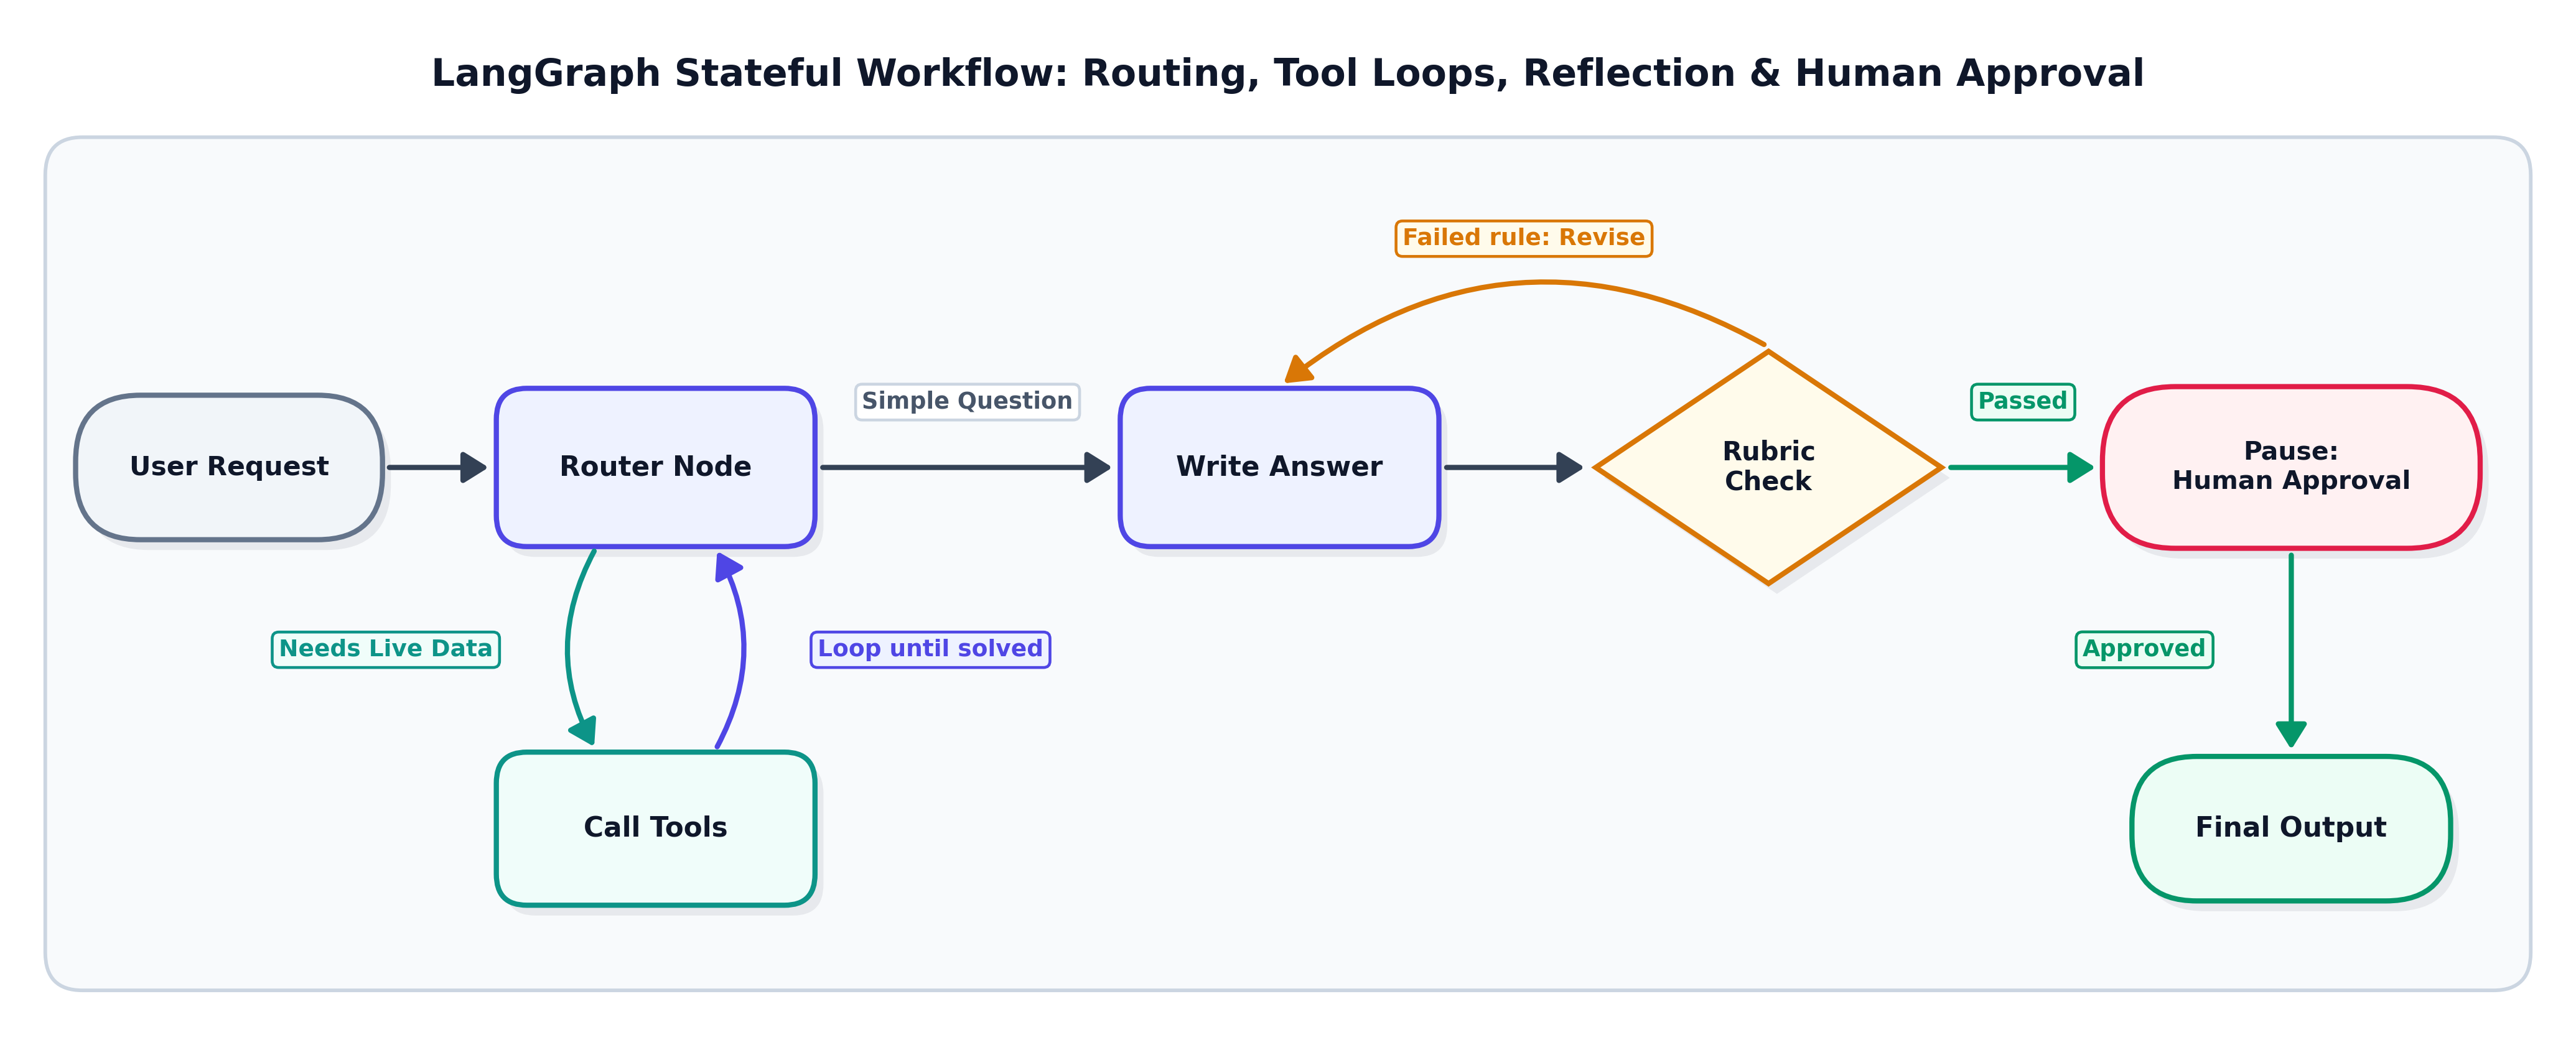 LangGraph Stateful Workflow: Routing, Tool Loops, Reflection & Human Approval
Failed rule: Revise
User Request
Router Node
Simple Question
Write Answer
Rubric
Check
Passed
Pause:
Human Approval
Needs Live Data
Loop until solved
Approved
Call Tools
Final Output